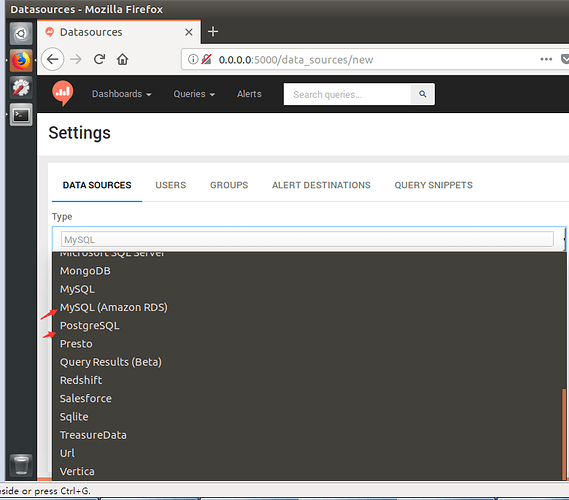 Datasources - Mozilla Firefox
Datasources
0.0.0.0:5000/data_sources/new
Dashboards Queries Alerts Search queries...
Settings
DATA SOURCES USERS GROUPS ALERT DESTINATIONS QUERY SNIPPETS
Type
MySQL
Microsoft SQL Server
MongoDB
MySQL
MySQL (Amazon RDS)
PostgreSQL
Presto
Query Results (Beta)
Redshift
Salesforce
Sqlite
TreasureData
Url
Vertica
nside or press Ctrl+G.